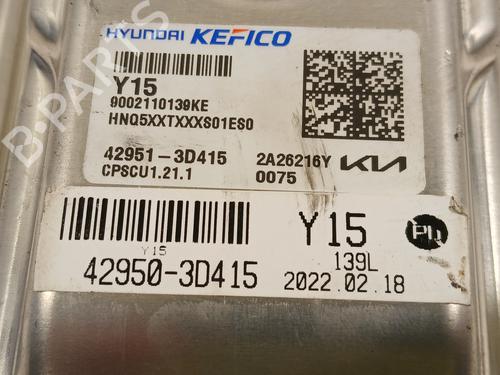 HYUNDAI KEFICO
Y15
9002110139KE
HNQ5XXTXXXS01ES0
42951-3D415 2A26216Y KIA
CPSCU1.21.1 0075
Y15
42950-3D415
Y15
139L
2022.02.18
B-Parts